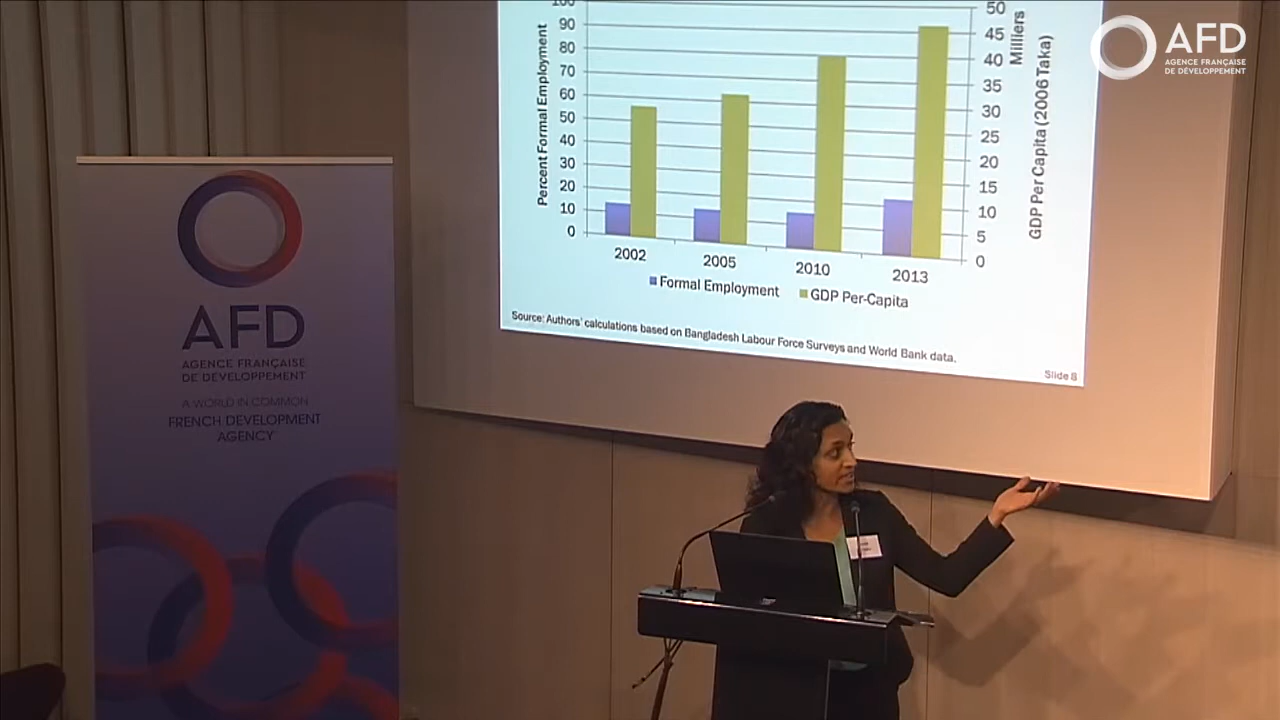 100
90
80
70
60
50
40
30
20
10
0
Percent Formal Employment
50
45
40
35
30
25
20
15
10
5
0
Milliers
GDP Per Capita (2006 Taka)
2002
2005
2010
2013
Formal Employment
GDP Per-Capita
Source: Authors' calculations based on Bangladesh Labour Force Surveys and World Bank data.
Slide 8
AFD
AGENCE FRANÇAISE
DE DÉVELOPPEMENT
AFD
AGENCE FRANÇAISE
DE DÉVELOPPEMENT
A WORLD IN COMMON
FRENCH DEVELOPMENT
AGENCY